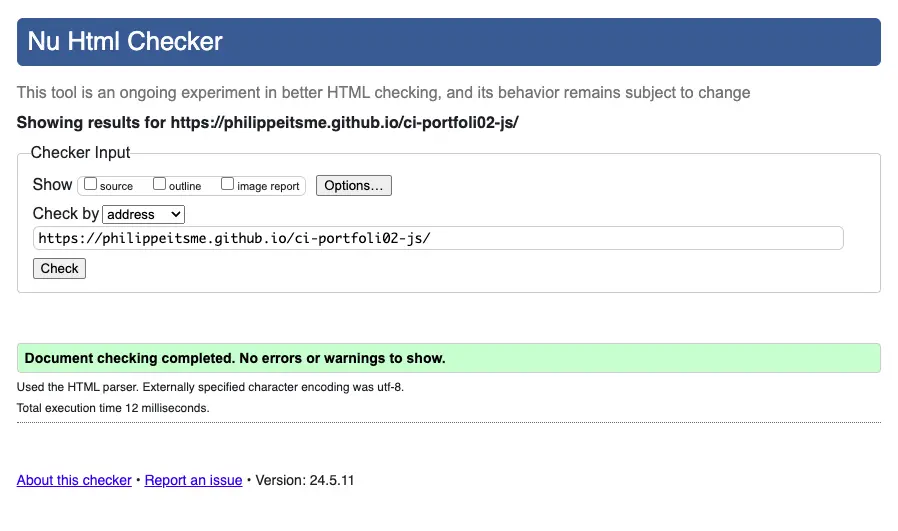 Nu Html Checker
This tool is an ongoing experiment in better HTML checking, and its behavior remains subject to change
Showing results for https://philippeitsme.github.io/ci-portfoli02-js/
Checker Input
Show source outline image report Options...
Check by address
https://philippeitsme.github.io/ci-portfoli02-js/
Check
Document checking completed. No errors or warnings to show.
Used the HTML parser. Externally specified character encoding was utf-8.
Total execution time 12 milliseconds.
About this checker • Report an issue • Version: 24.5.11